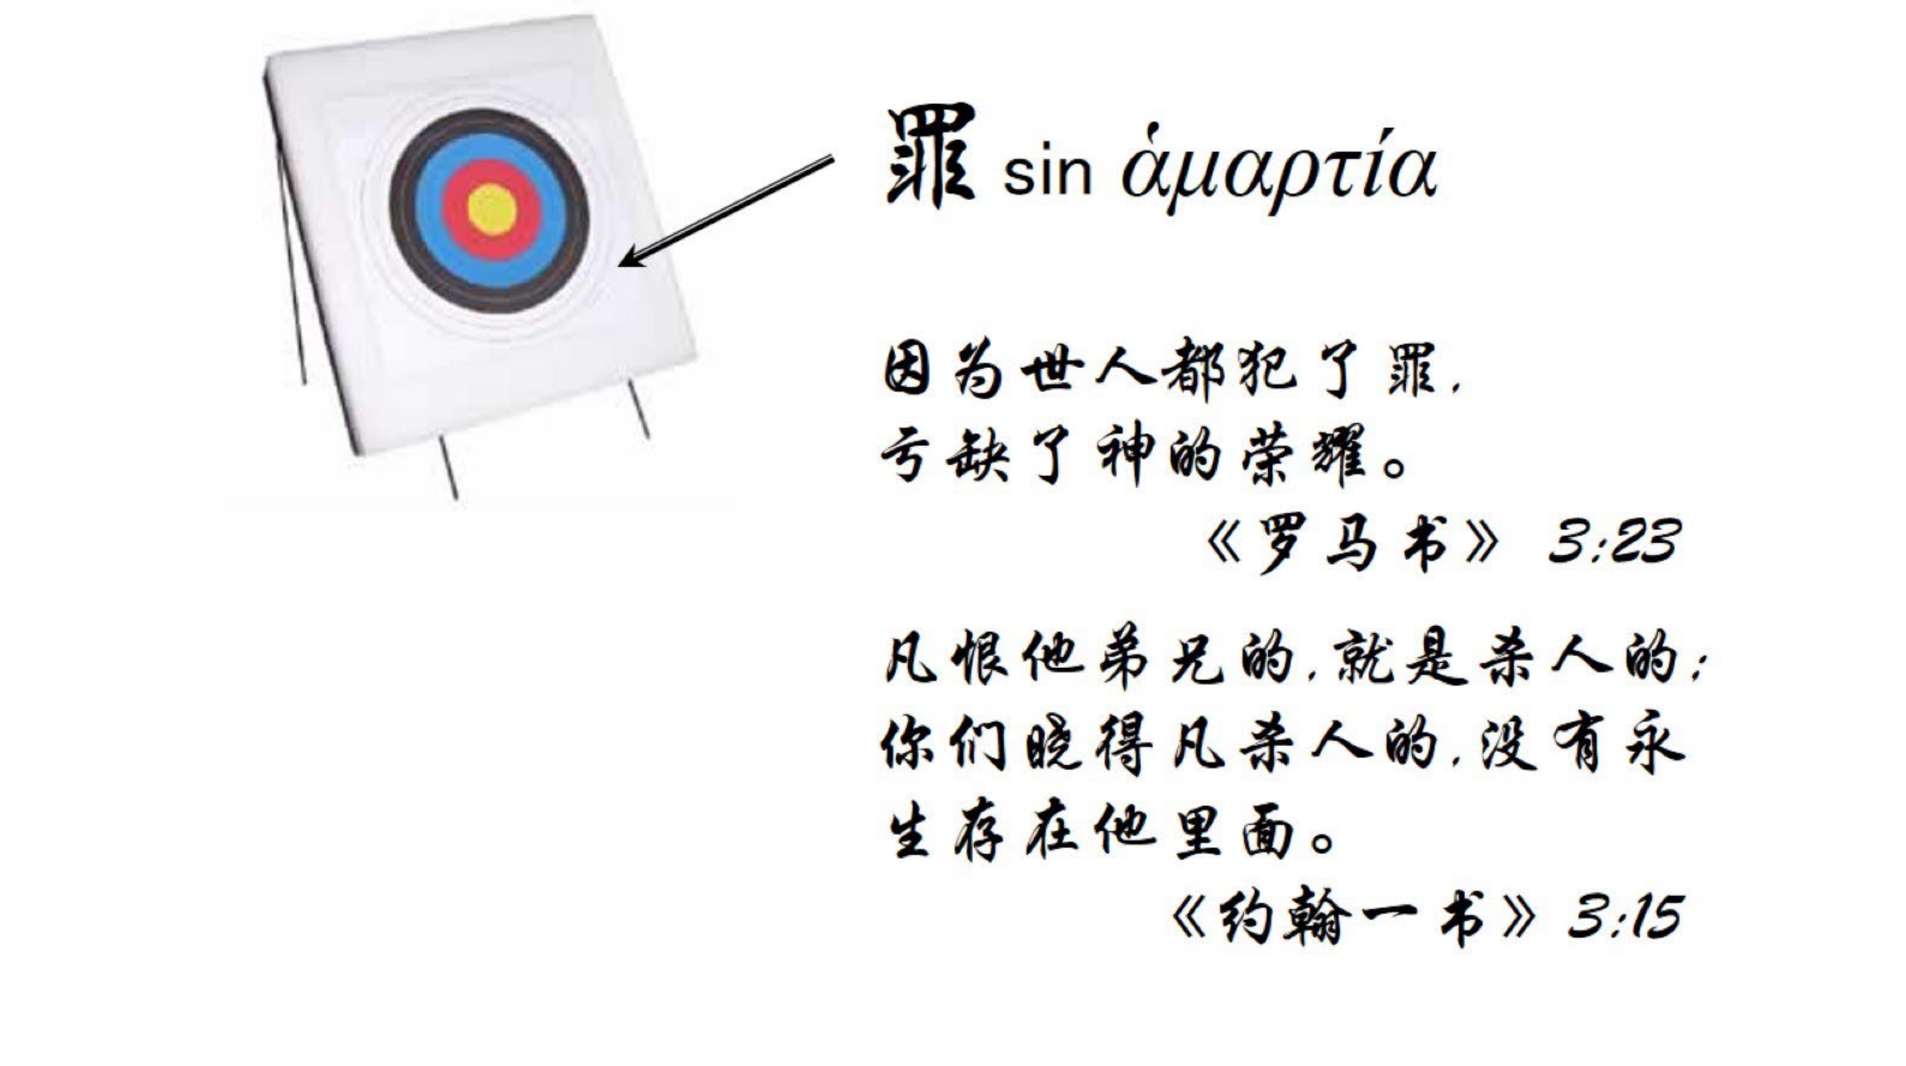 罪 sin ἁμαρτία
因为世人都犯了罪,
亏缺了神的荣耀。
《罗马书》 3:23
凡恨他弟兄的,就是杀人的;
你们晓得凡杀人的,没有永
生存在他里面。
《约翰一书》3:15